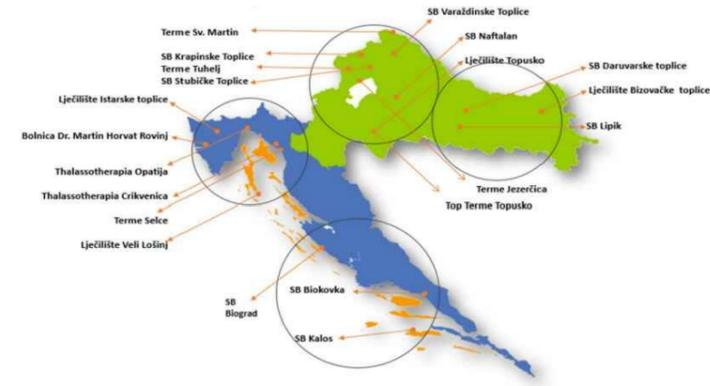 SB Varaždinske Toplice
Terme Sv. Martin
SB Naftalan
SB Krapinske Toplice
Lječilište Topusko
Terme Tuhelj
SB Daruvarske toplice
SB Stubičke Toplice
Lječilište Bizovačke toplice
Lječilište Istarske toplice
SB Lipik
Bolnica Dr. Martin Horvat Rovinj
Thalassotherapia Opatija
Terme Jezerčica
Thalassotherapia Crikvenica
Top Terme Topusko
Terme Selce
Lječilište Veli Lošinj
SB Biokovka
SB
Biograd
SB Kalos